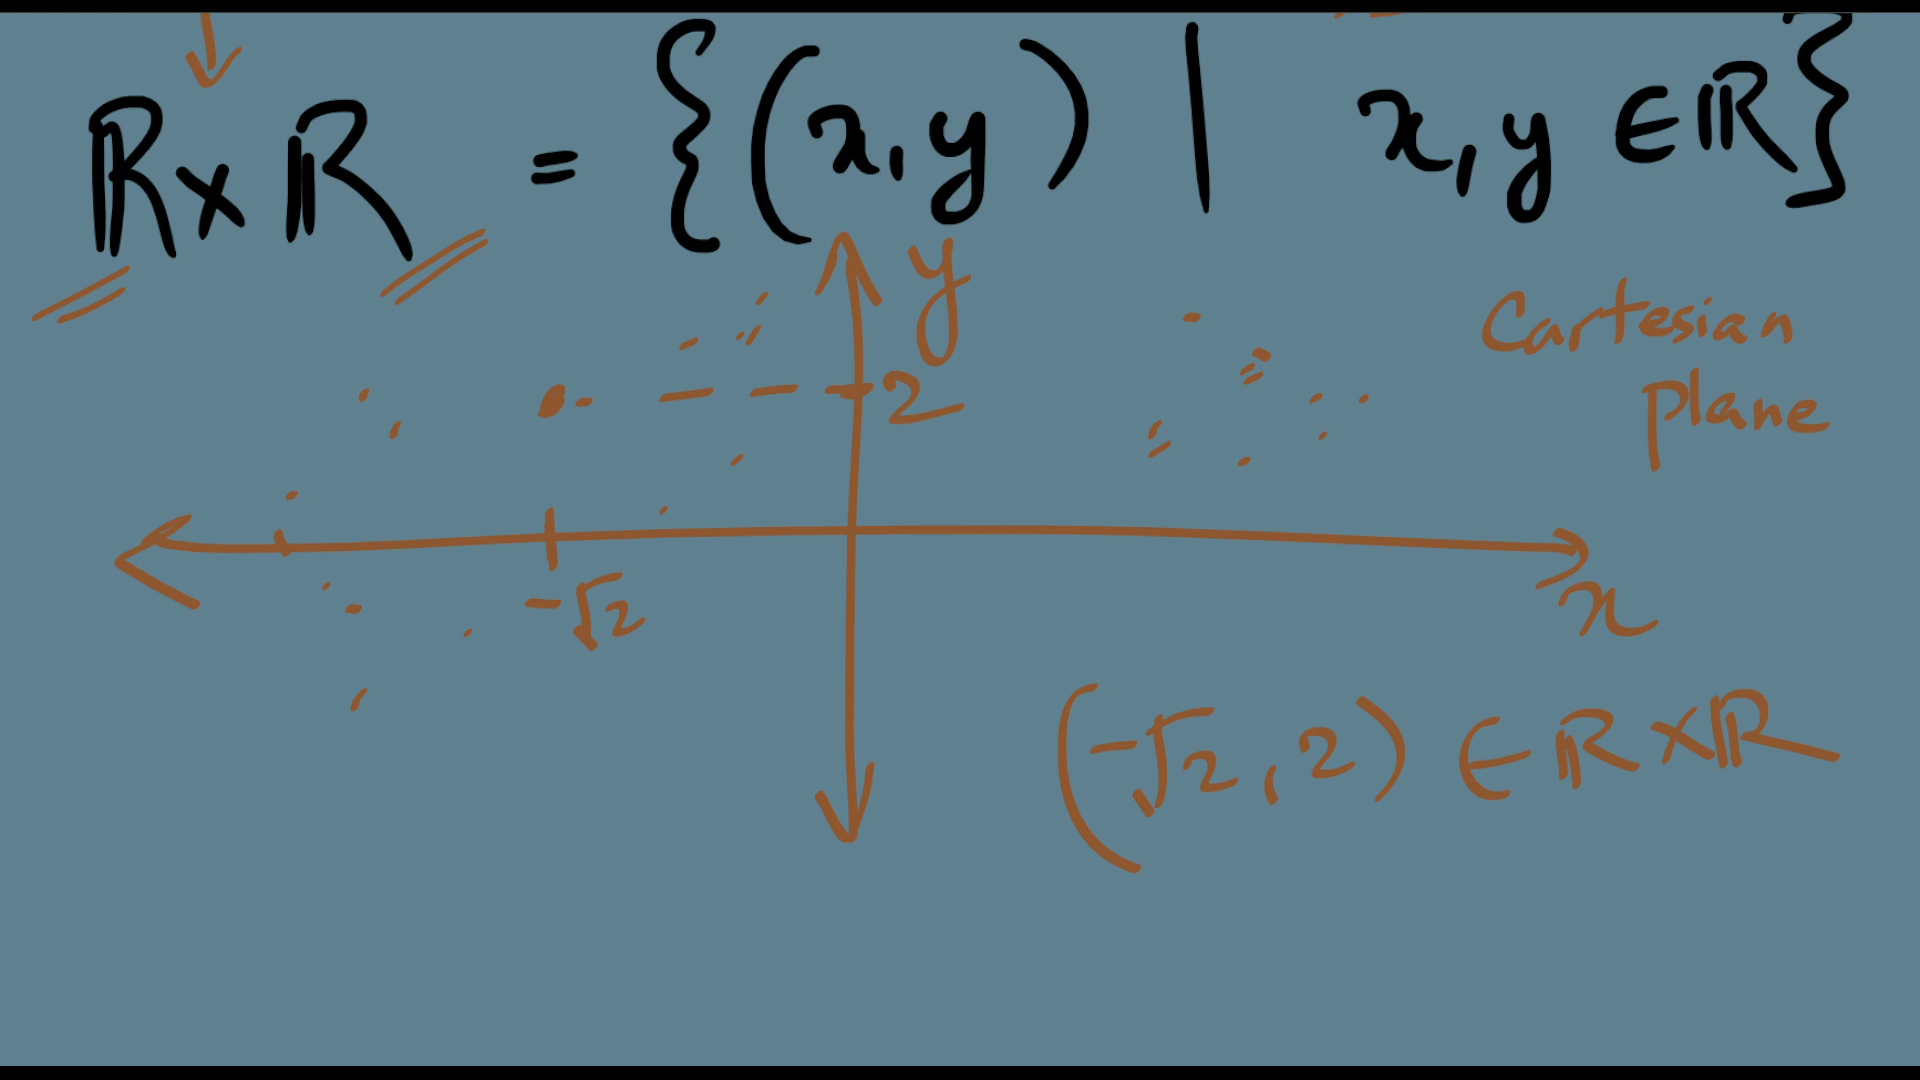 ℝ×ℝ = {(x,y) | x,y ∈ ℝ}
y
Cartesian
plane
2
-√2
x
(-√2, 2) ∈ ℝ×ℝ